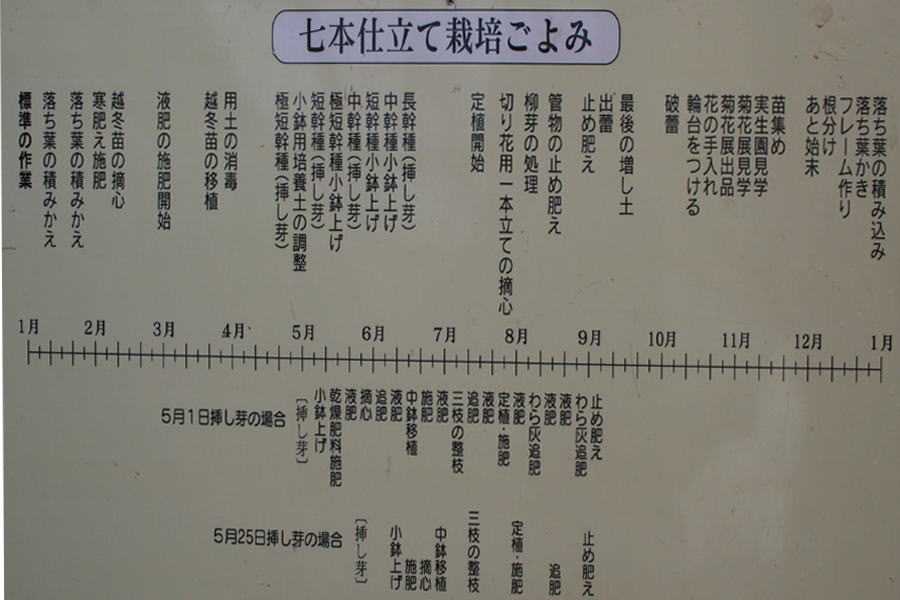 七本仕立て栽培ごよみ
標準の作業
落ち葉の積みかえ
落ち葉の積みかえ
寒肥え施肥
越冬苗の摘心
液肥の施肥開始
越冬苗の移植
用土の消毒
極短幹種(挿し芽)
小鉢用培養土の調整
短幹種(挿し芽)
極短幹種小鉢上げ
中幹種(挿し芽)
短幹種小鉢上げ
中幹種小鉢上げ
長幹種(挿し芽)
定植開始
切り花用一本立ての摘心
柳芽の処理
管物の止め肥え
止め肥え
出蕾
最後の増し土
破蕾
輪台をつける
花の手入れ
菊花展出品
菊花展見学
実生園見学
苗集め
あと始末
根分け
フレーム作り
落ち葉かき
落ち葉の積み込み
1月 2月 3月 4月 5月 6月 7月 8月 9月 10月 11月 12月 1月
5月1日挿し芽の場合
〔挿し芽〕
小鉢上げ
乾燥肥料施肥
液肥
摘心
追肥
液肥
中鉢移植
施肥
液肥
三枝の整枝
追肥
液肥
定植・施肥
液肥
わら灰追肥
液肥
液肥
わら灰追肥
止め肥え
5月25日挿し芽の場合
〔挿し芽〕
小鉢上げ
施肥
摘心
中鉢移植
三枝の整枝
定植・施肥
追肥
止め肥え